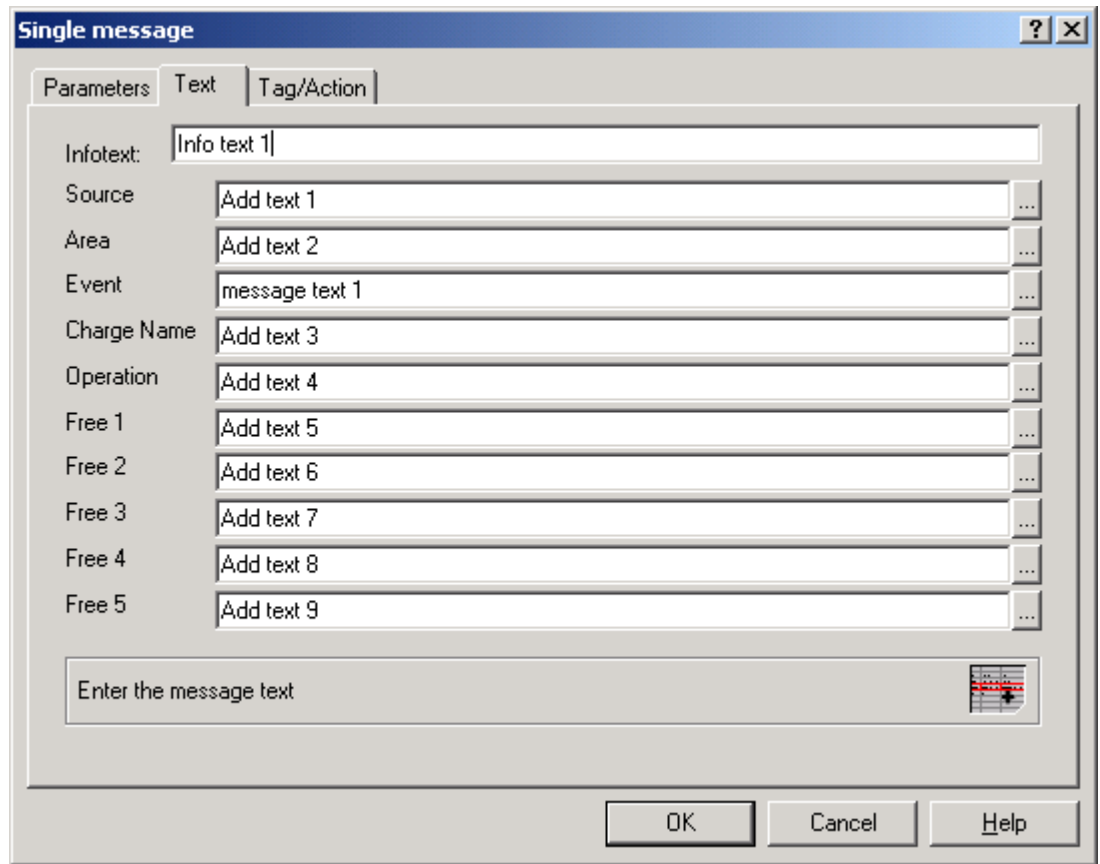 Single message
Parameters Text Tag/Action
Infotext: Info text 1
Source Add text 1 ...
Area Add text 2 ...
Event message text 1 ...
Charge Name Add text 3 ...
Operation Add text 4 ...
Free 1 Add text 5 ...
Free 2 Add text 6 ...
Free 3 Add text 7 ...
Free 4 Add text 8 ...
Free 5 Add text 9 ...
Enter the message text
OK Cancel Help